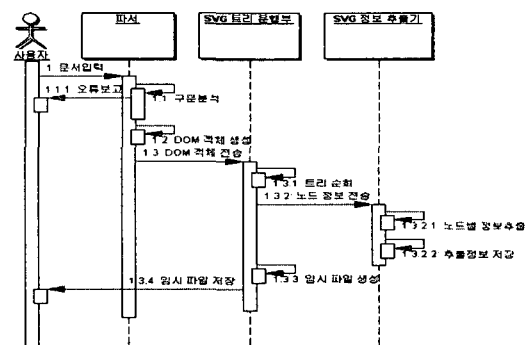 파서
SVG 트리 운행부
SVG 정보 추출기
사용자
1 문서입력
1.1.1 오류보고
1.1 구문분석
1.2 DOM 객체 생성
1.3 DOM 객체 전송
1.3.1 트리 순회
1.3.2 노드 정보 전송
1.3.2.1 노드별 정보추출
1.3.2.2 추출정보 저장
1.3.3 임시 파일 생성
1.3.4 임시 파일 저장